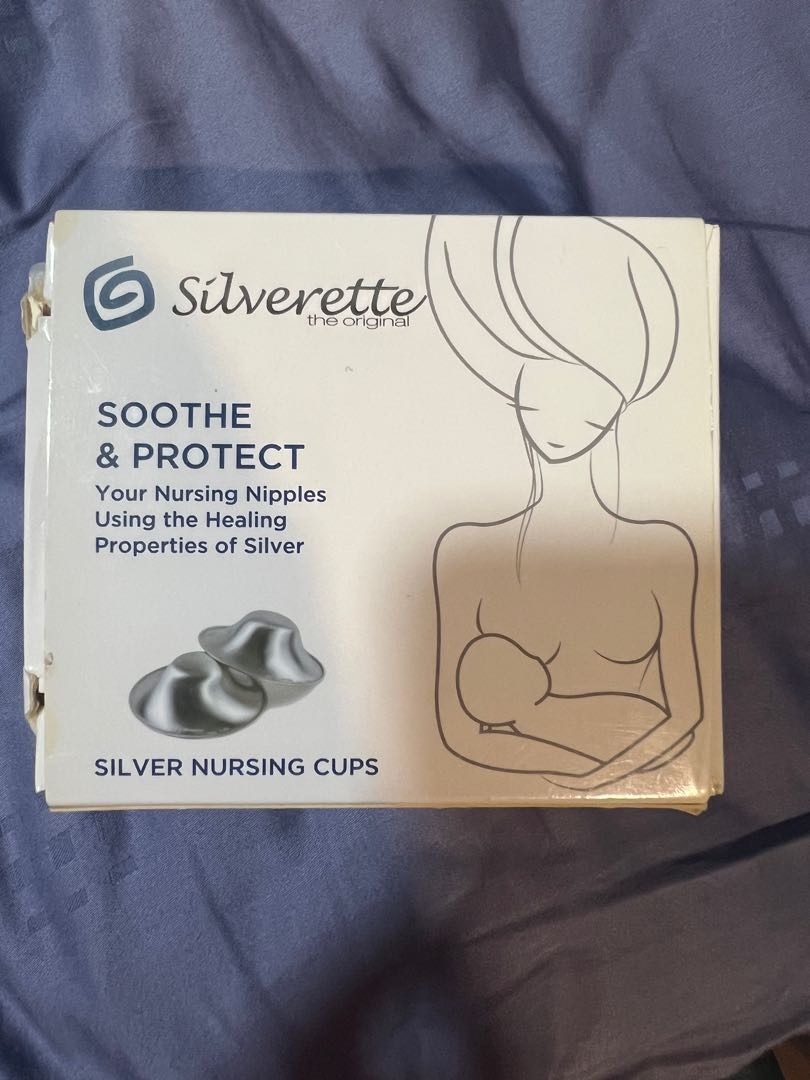 Silverette
the original
SOOTHE
& PROTECT
Your Nursing Nipples
Using the Healing
Properties of Silver
SILVER NURSING CUPS